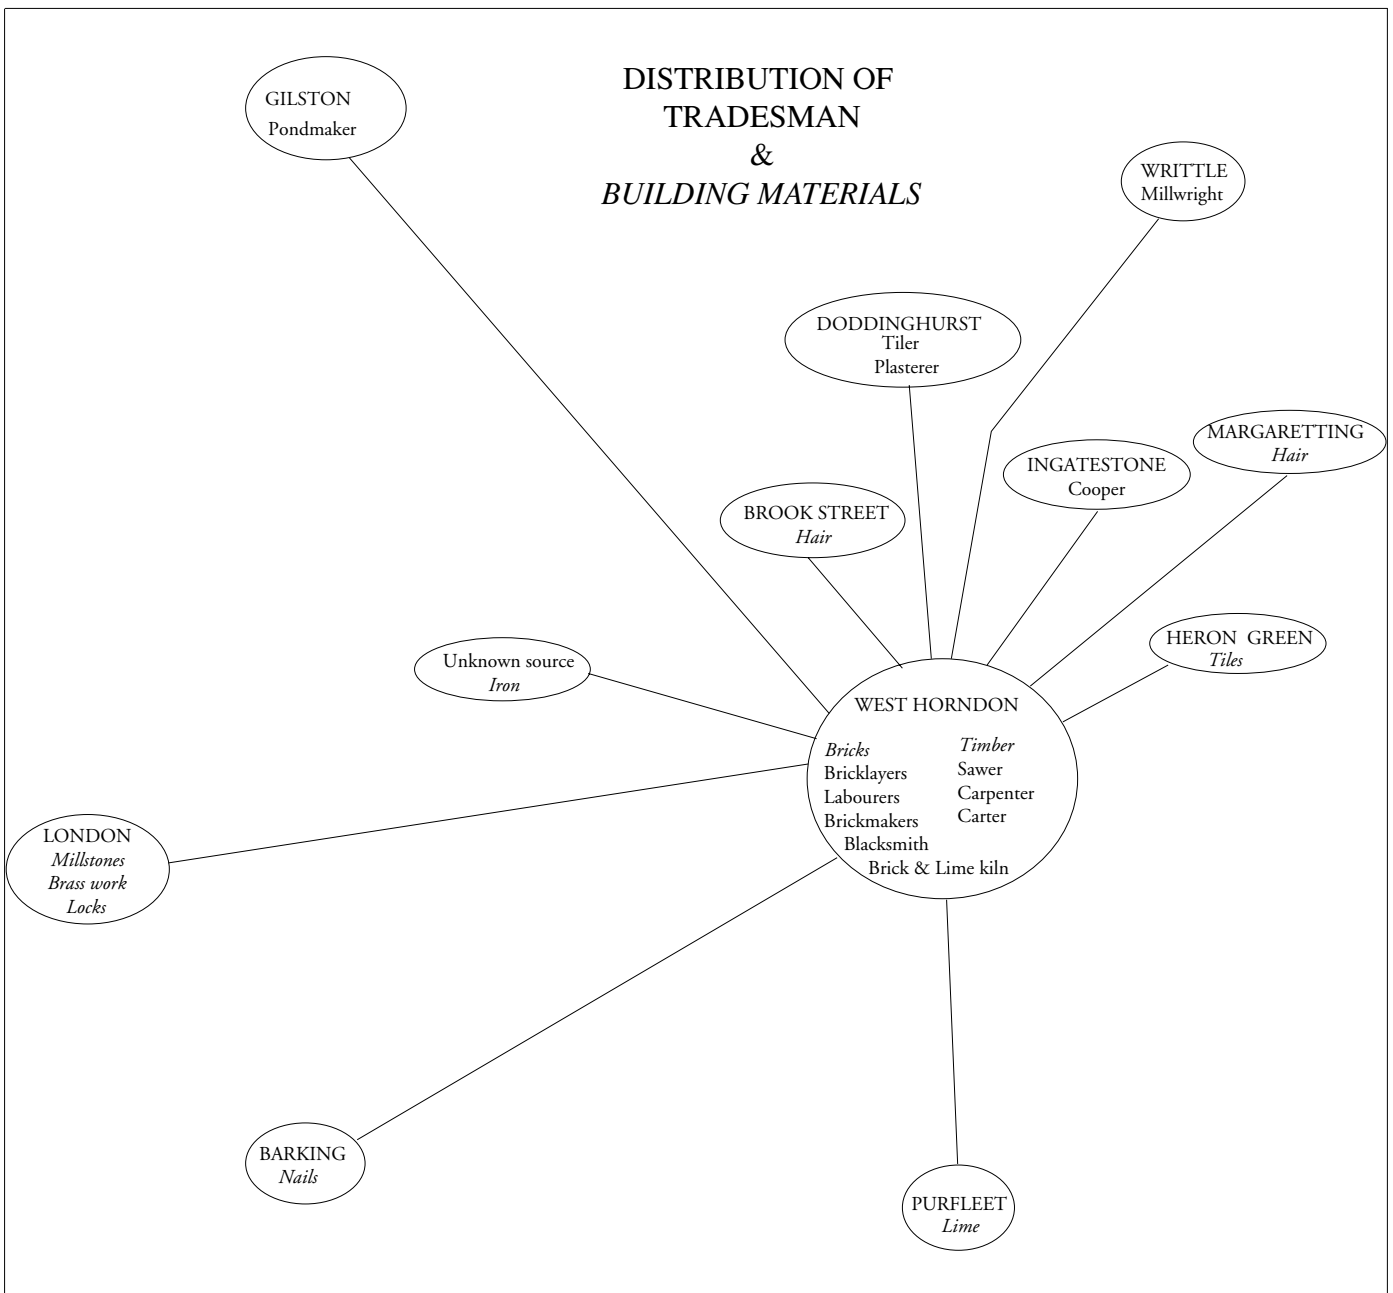 DISTRIBUTION OF
TRADESMAN
&
BUILDING MATERIALS
GILSTON
Pondmaker
WRITTLE
Millwright
DODDINGHURST
Tiler
Plasterer
MARGARETTING
Hair
INGATESTONE
Cooper
BROOK STREET
Hair
HERON GREEN
Tiles
Unknown source
Iron
WEST HORNDON
Bricks
Bricklayers
Labourers
Brickmakers
Timber
Sawer
Carpenter
Carter
Blacksmith
Brick & Lime kiln
LONDON
Millstones
Brass work
Locks
BARKING
Nails
PURFLEET
Lime